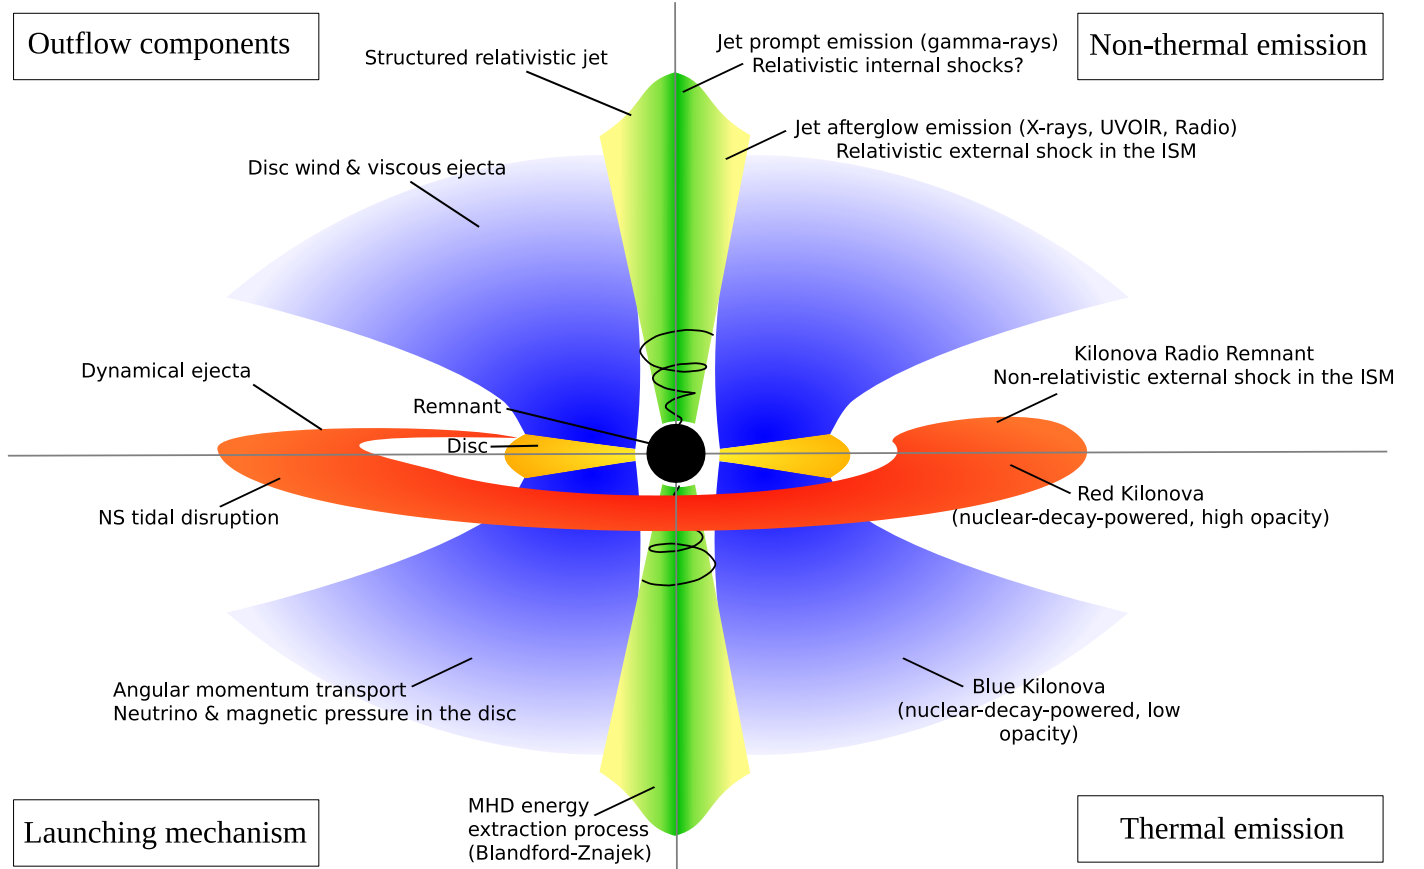 Outflow components
Non-thermal emission
Structured relativistic jet
Jet prompt emission (gamma-rays)
Relativistic internal shocks?
Jet afterglow emission (X-rays, UVOIR, Radio)
Relativistic external shock in the ISM
Disc wind & viscous ejecta
Dynamical ejecta
Remnant
Disc
Kilonova Radio Remnant
Non-relativistic external shock in the ISM
NS tidal disruption
Red Kilonova
(nuclear-decay-powered, high opacity)
Angular momentum transport
Neutrino & magnetic pressure in the disc
Blue Kilonova
(nuclear-decay-powered, low
opacity)
MHD energy
extraction process
(Blandford-Znajek)
Launching mechanism
Thermal emission